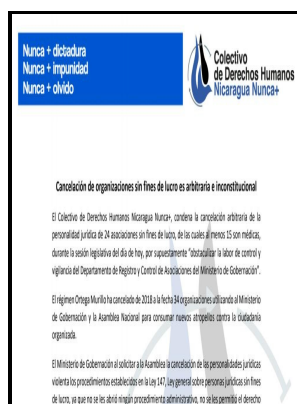 Nunca + dictadura
Nunca + impunidad
Nunca + olvido
Colectivo
de Derechos Humanos
Nicaragua Nunca+
Cancelación de organizaciones sin fines de lucro es arbitraria e inconstitucional
El Colectivo de Derechos Humanos Nicaragua Nunca+, condena la cancelación arbitraria de la
personalidad jurídica de 24 asociaciones sin fines de lucro, de las cuales al menos 15 son médicas,
durante la sesión legislativa del día de hoy, por supuestamente "obstaculizar la labor de control y
vigilancia del Departamento de Registro y Control de Asociaciones del Ministerio de Gobernación".
El régimen Ortega Murillo ha cancelado de 2018 a la fecha 34 organizaciones utilizando al Ministerio
de Gobernación y la Asamblea Nacional para consumar nuevos atropellos contra la ciudadanía
organizada.
El Ministerio de Gobernación al solicitar a la Asamblea la cancelación de las personalidades jurídicas
violenta los procedimientos establecidos en la Ley 147, Ley general sobre personas jurídicas sin fines
de lucro, ya que no se les abrió ningún procedimiento administrativo, no se les permitió el derecho